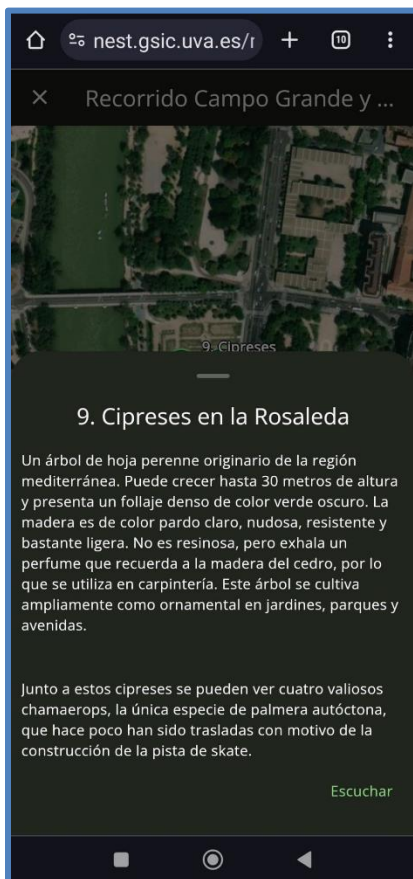 nest.gsic.uva.es/r
10
Recorrido Campo Grande y ...
9. Cipreses
9. Cipreses en la Rosaleda
Un árbol de hoja perenne originario de la región
mediterránea. Puede crecer hasta 30 metros de altura
y presenta un follaje denso de color verde oscuro. La
madera es de color pardo claro, nudosa, resistente y
bastante ligera. No es resinosa, pero exhala un
perfume que recuerda a la madera del cedro, por lo
que se utiliza en carpintería. Este árbol se cultiva
ampliamente como ornamental en jardines, parques y
avenidas.
Junto a estos cipreses se pueden ver cuatro valiosos
chamaerops, la única especie de palmera autóctona,
que hace poco han sido trasladas con motivo de la
construcción de la pista de skate.
Escuchar